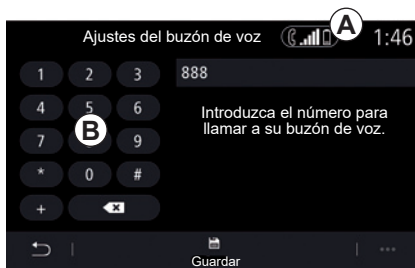 Ajustes del buzón de voz
A
1:46
1 2 3
888
4 5 6
Introduzca el número para
llamar a su buzón de voz.
7 B 9
* 0 #
+
Guardar